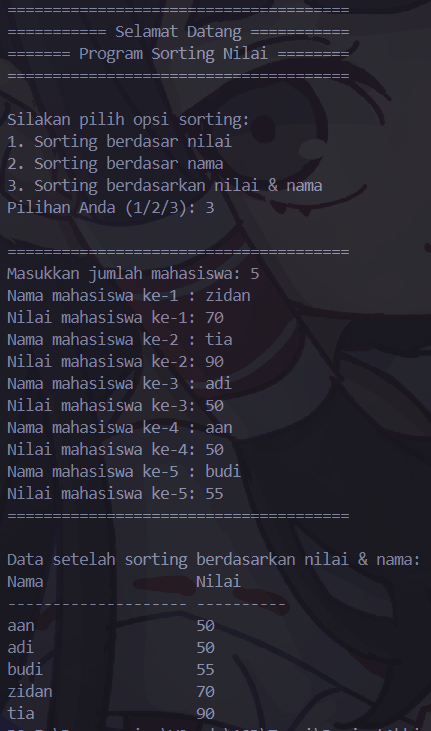 ======================================
=========== Selamat Datang ===========
======= Program Sorting Nilai ========
======================================
Silakan pilih opsi sorting:
1. Sorting berdasar nilai
2. Sorting berdasar nama
3. Sorting berdasarkan nilai & nama
Pilihan Anda (1/2/3): 3
======================================
Masukkan jumlah mahasiswa: 5
Nama mahasiswa ke-1 : zidan
Nilai mahasiswa ke-1: 70
Nama mahasiswa ke-2 : tia
Nilai mahasiswa ke-2: 90
Nama mahasiswa ke-3 : adi
Nilai mahasiswa ke-3: 50
Nama mahasiswa ke-4 : aan
Nilai mahasiswa ke-4: 50
Nama mahasiswa ke-5 : budi
Nilai mahasiswa ke-5: 55
======================================
Data setelah sorting berdasarkan nilai & nama:
Nama                 Nilai
-------------------- ----------
aan                  50
adi                  50
budi                 55
zidan                70
tia                  90